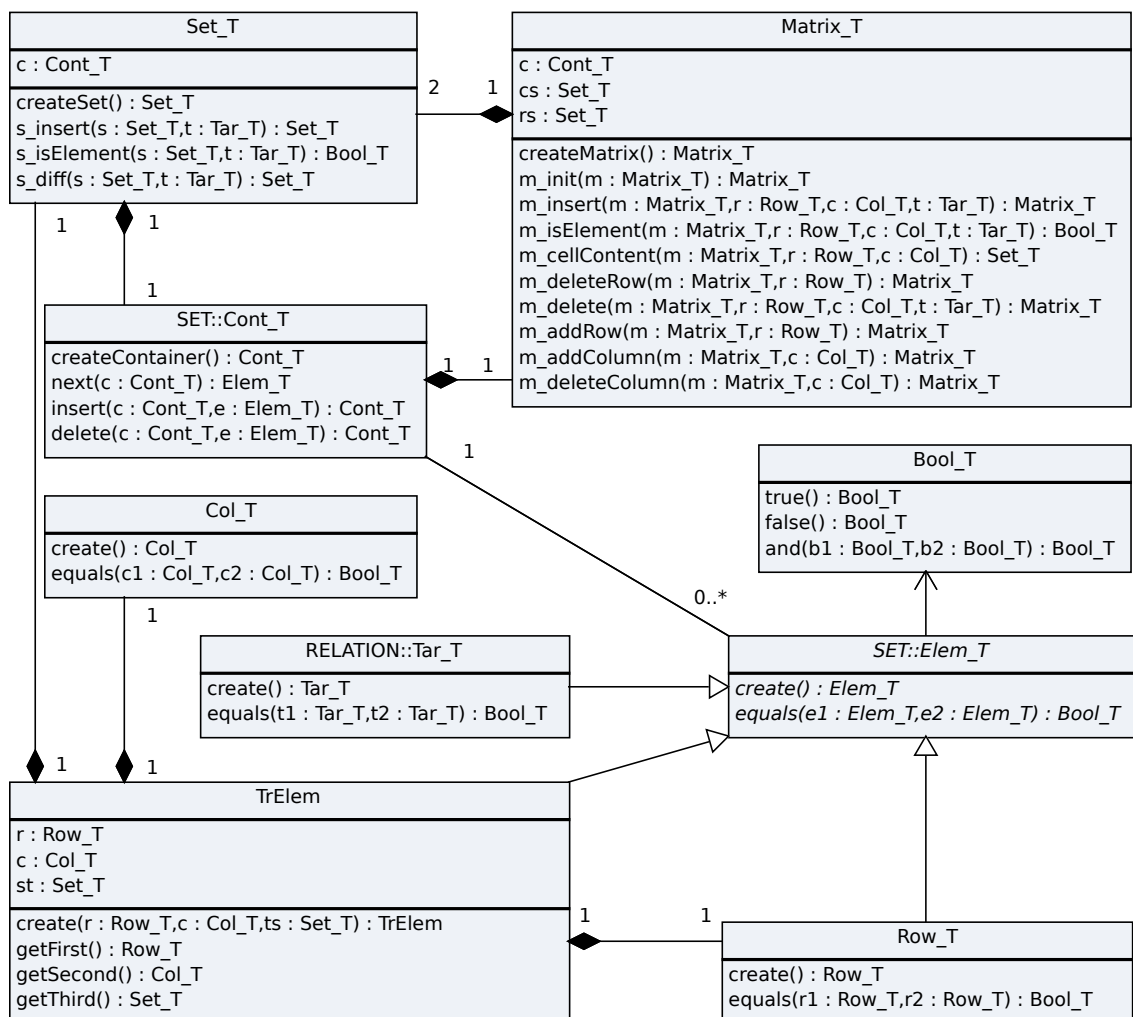 Set_T
c : Cont_T
createSet() : Set_T
s_insert(s : Set_T,t : Tar_T) : Set_T
s_isElement(s : Set_T,t : Tar_T) : Bool_T
s_diff(s : Set_T,t : Tar_T) : Set_T
2
1
Matrix_T
c : Cont_T
cs : Set_T
rs : Set_T
createMatrix() : Matrix_T
m_init(m : Matrix_T) : Matrix_T
m_insert(m : Matrix_T,r : Row_T,c : Col_T,t : Tar_T) : Matrix_T
m_isElement(m : Matrix_T,r : Row_T,c : Col_T,t : Tar_T) : Bool_T
m_cellContent(m : Matrix_T,r : Row_T,c : Col_T) : Set_T
m_deleteRow(m : Matrix_T,r : Row_T) : Matrix_T
m_delete(m : Matrix_T,r : Row_T,c : Col_T,t : Tar_T) : Matrix_T
m_addRow(m : Matrix_T,r : Row_T) : Matrix_T
m_addColumn(m : Matrix_T,c : Col_T) : Matrix_T
m_deleteColumn(m : Matrix_T,c : Col_T) : Matrix_T
1
1
1
SET::Cont_T
createContainer() : Cont_T
next(c : Cont_T) : Elem_T
insert(c : Cont_T,e : Elem_T) : Cont_T
delete(c : Cont_T,e : Elem_T) : Cont_T
1
1
1
0..*
Bool_T
true() : Bool_T
false() : Bool_T
and(b1 : Bool_T,b2 : Bool_T) : Bool_T
Col_T
create() : Col_T
equals(c1 : Col_T,c2 : Col_T) : Bool_T
1
RELATION::Tar_T
create() : Tar_T
equals(t1 : Tar_T,t2 : Tar_T) : Bool_T
SET::Elem_T
create() : Elem_T
equals(e1 : Elem_T,e2 : Elem_T) : Bool_T
1
1
TrElem
r : Row_T
c : Col_T
st : Set_T
create(r : Row_T,c : Col_T,ts : Set_T) : TrElem
getFirst() : Row_T
getSecond() : Col_T
getThird() : Set_T
1
1
Row_T
create() : Row_T
equals(r1 : Row_T,r2 : Row_T) : Bool_T